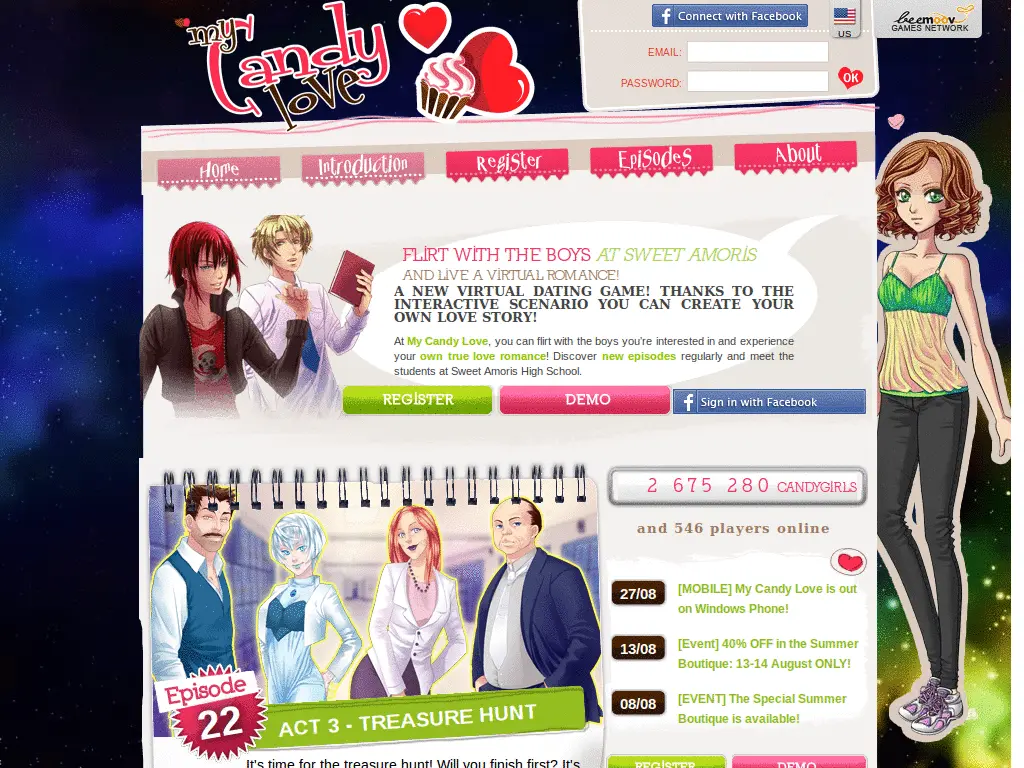 my
Candy
love
Connect with Facebook
US
beemoov
GAMES NETWORK
EMAIL:
PASSWORD:
OK
Home
Introduction
Register
Episodes
About
FLIRT WITH THE BOYS AT SWEET AMORIS
AND LIVE A VIRTUAL ROMANCE!
A NEW VIRTUAL DATING GAME! THANKS TO THE
INTERACTIVE SCENARIO YOU CAN CREATE YOUR
OWN LOVE STORY!
At My Candy Love, you can flirt with the boys you're interested in and experience
your own true love romance! Discover new episodes regularly and meet the
students at Sweet Amoris High School.
REGISTER
DEMO
Sign in with Facebook
2 675 280 CANDYGIRLS
and 546 players online
27/08
[MOBILE] My Candy Love is out
on Windows Phone!
13/08
[Event] 40% OFF in the Summer
Boutique: 13-14 August ONLY!
08/08
[EVENT] The Special Summer
Boutique is available!
Episode
22
ACT 3 - TREASURE HUNT
It's time for the treasure hunt! Will you finish first? It's
REGISTER
DEMO